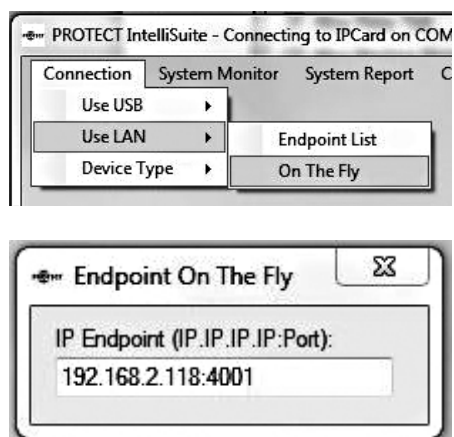 PROTECT IntelliSuite - Connecting to IPCard on COM
Connection System Monitor System Report C
Use USB
Use LAN
Endpoint List
Device Type
On The Fly
Endpoint On The Fly
IP Endpoint (IP.IP.IP.IP:Port):
192.168.2.118:4001